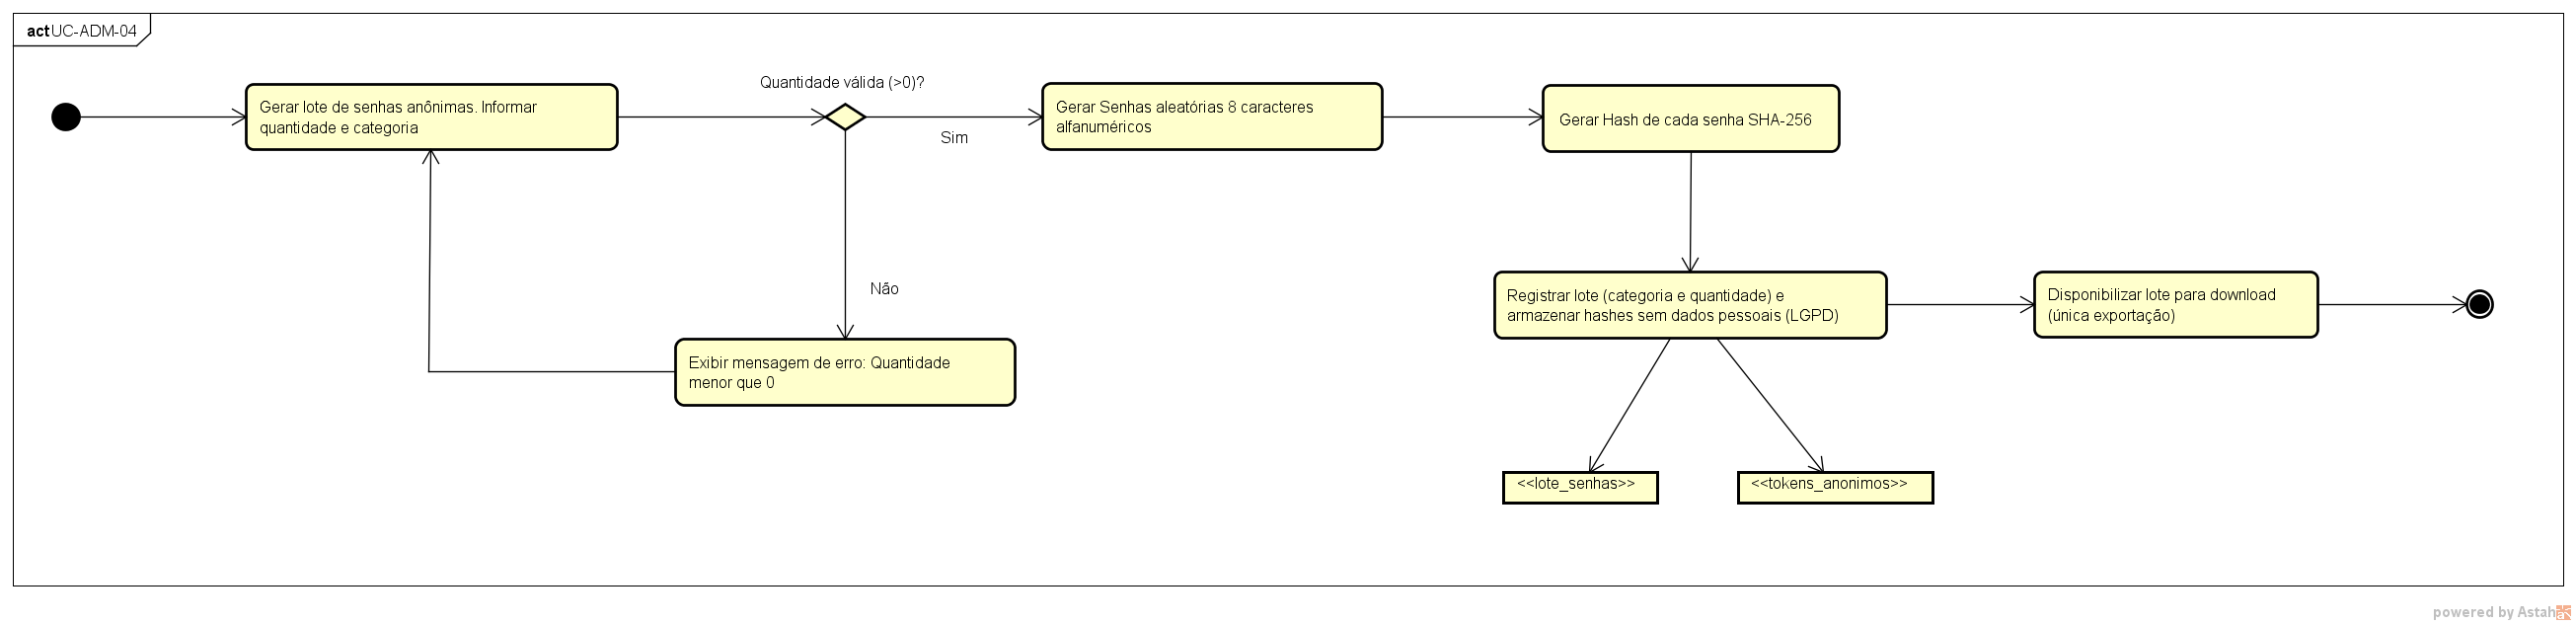 act UC-ADM-04
Quantidade válida (>0)?
Gerar lote de senhas anônimas. Informar
quantidade e categoria
Sim
Gerar Senhas aleatórias 8 caracteres
alfanuméricos
Gerar Hash de cada senha SHA-256
Não
Exibir mensagem de erro: Quantidade
menor que 0
Registrar lote (categoria e quantidade) e
armazenar hashes sem dados pessoais (LGPD)
Disponibilizar lote para download
(única exportação)
<<lote_senhas>>
<<tokens_anonimos>>
powered by Astah